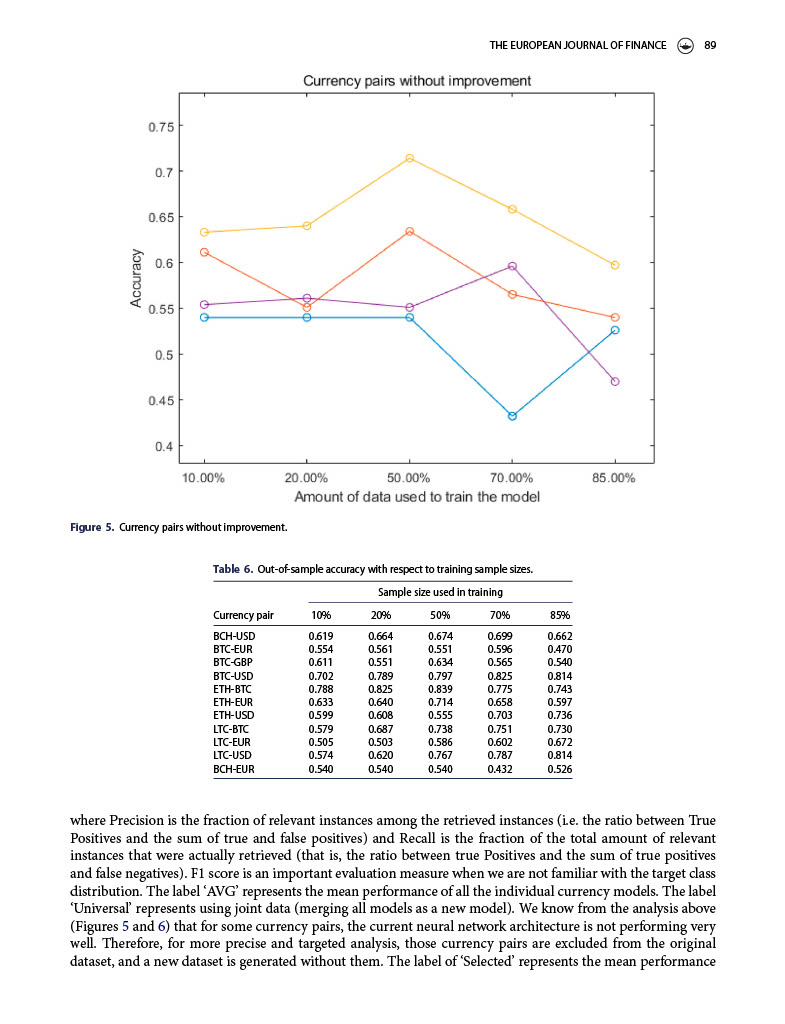 THE EUROPEAN JOURNAL OF FINANCE 89
Currency pairs without improvement
0.75
0.7
0.65
0.6
0.55
0.5
0.45
0.4
Accuracy
10.00% 20.00% 50.00% 70.00% 85.00%
Amount of data used to train the model
Figure 5. Currency pairs without improvement.
Table 6. Out-of-sample accuracy with respect to training sample sizes.
Sample size used in training
Currency pair 10% 20% 50% 70% 85%
BCH-USD 0.619 0.664 0.674 0.699 0.662
BTC-EUR 0.554 0.561 0.551 0.596 0.470
BTC-GBP 0.611 0.551 0.634 0.565 0.540
BTC-USD 0.702 0.789 0.797 0.825 0.814
ETH-BTC 0.788 0.825 0.839 0.775 0.743
ETH-EUR 0.633 0.640 0.714 0.658 0.597
ETH-USD 0.599 0.608 0.555 0.703 0.736
LTC-BTC 0.579 0.687 0.738 0.751 0.730
LTC-EUR 0.505 0.503 0.586 0.602 0.672
LTC-USD 0.574 0.620 0.767 0.787 0.814
BCH-EUR 0.540 0.540 0.540 0.432 0.526
where Precision is the fraction of relevant instances among the retrieved instances (i.e. the ratio between True
Positives and the sum of true and false positives) and Recall is the fraction of the total amount of relevant
instances that were actually retrieved (that is, the ratio between true Positives and the sum of true positives
and false negatives). F1 score is an important evaluation measure when we are not familiar with the target class
distribution. The label ‘AVG’ represents the mean performance of all the individual currency models. The label
‘Universal’ represents using joint data (merging all models as a new model). We know from the analysis above
(Figures 5 and 6) that for some currency pairs, the current neural network architecture is not performing very
well. Therefore, for more precise and targeted analysis, those currency pairs are excluded from the original
dataset, and a new dataset is generated without them. The label of ‘Selected’ represents the mean performance